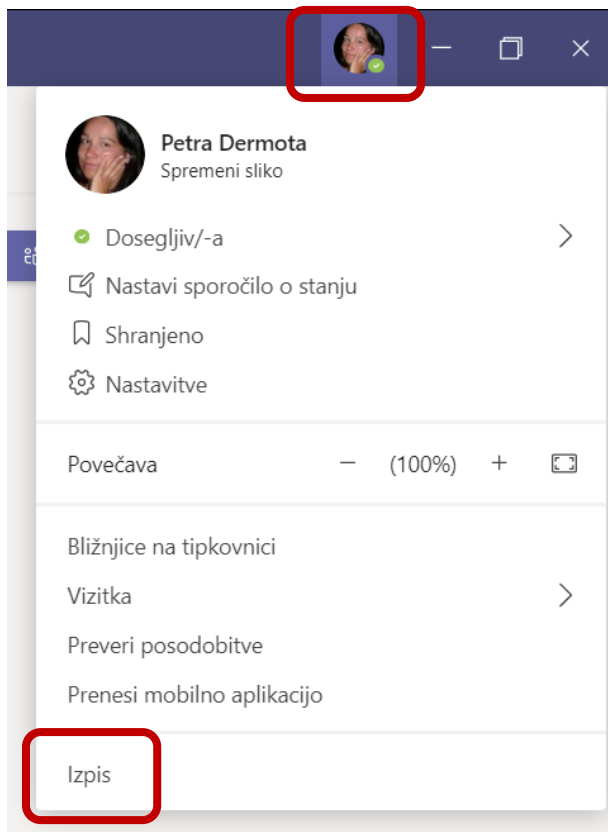 Petra Dermota
Spremeni sliko
Dosegljiv/-a
Nastavi sporočilo o stanju
Shranjeno
Nastavitve
Povečava − (100%) +
Bližnjice na tipkovnici
Vizitka
Preveri posodobitve
Prenesi mobilno aplikacijo
Izpis